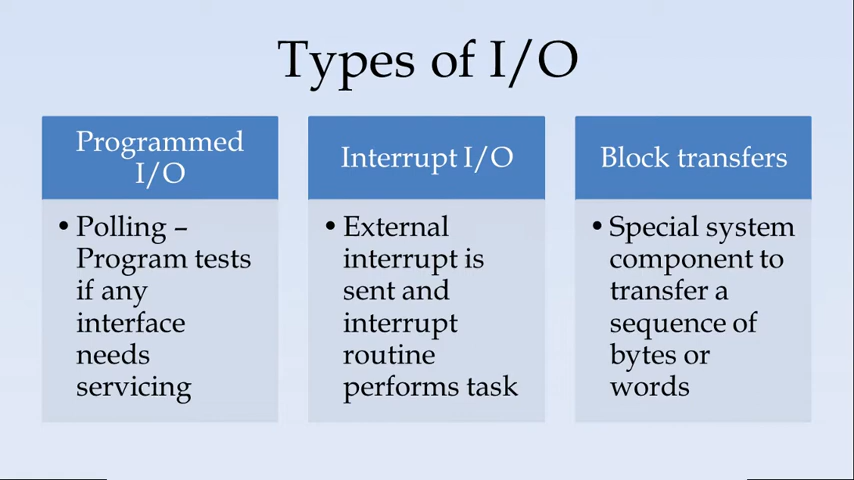 Types of I/O
Programmed
I/O
• Polling –
Program tests
if any
interface
needs
servicing
Interrupt I/O
• External
interrupt is
sent and
interrupt
routine
performs task
Block transfers
• Special system
component to
transfer a
sequence of
bytes or
words